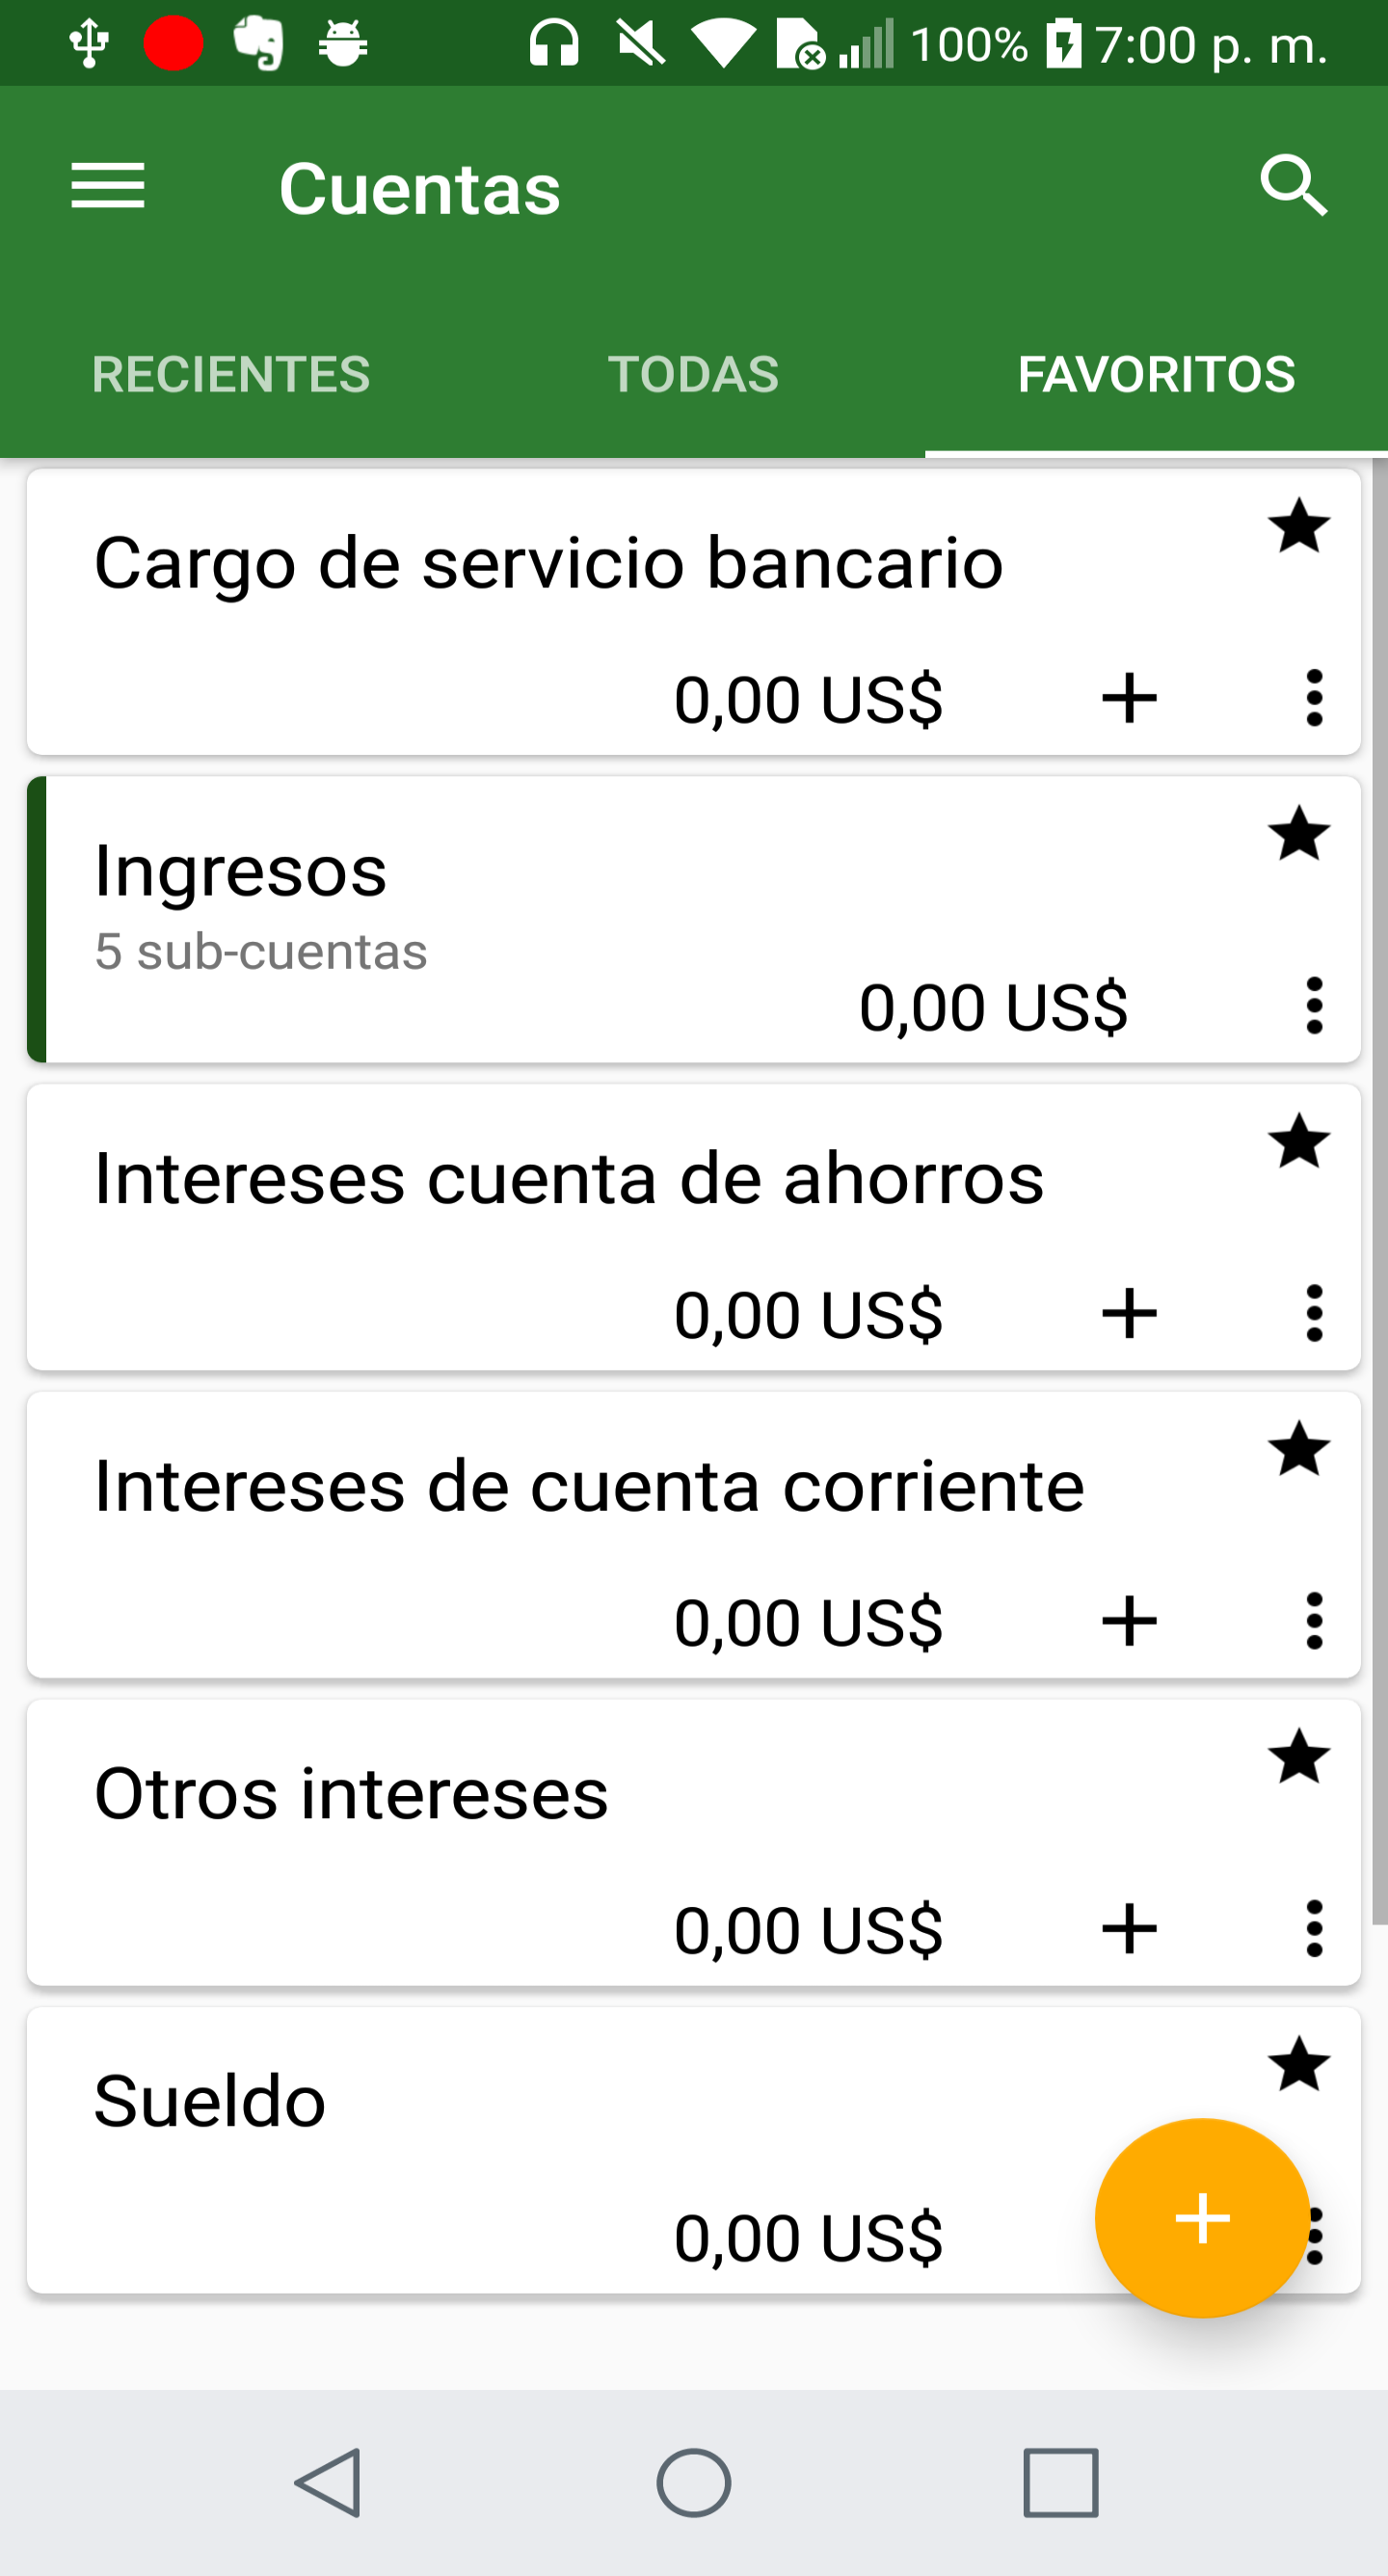 100% 7:00 p. m.
Cuentas
RECIENTES TODAS FAVORITOS
Cargo de servicio bancario
0,00 US$
Ingresos
5 sub-cuentas
0,00 US$
Intereses cuenta de ahorros
0,00 US$
Intereses de cuenta corriente
0,00 US$
Otros intereses
0,00 US$
Sueldo
0,00 US$